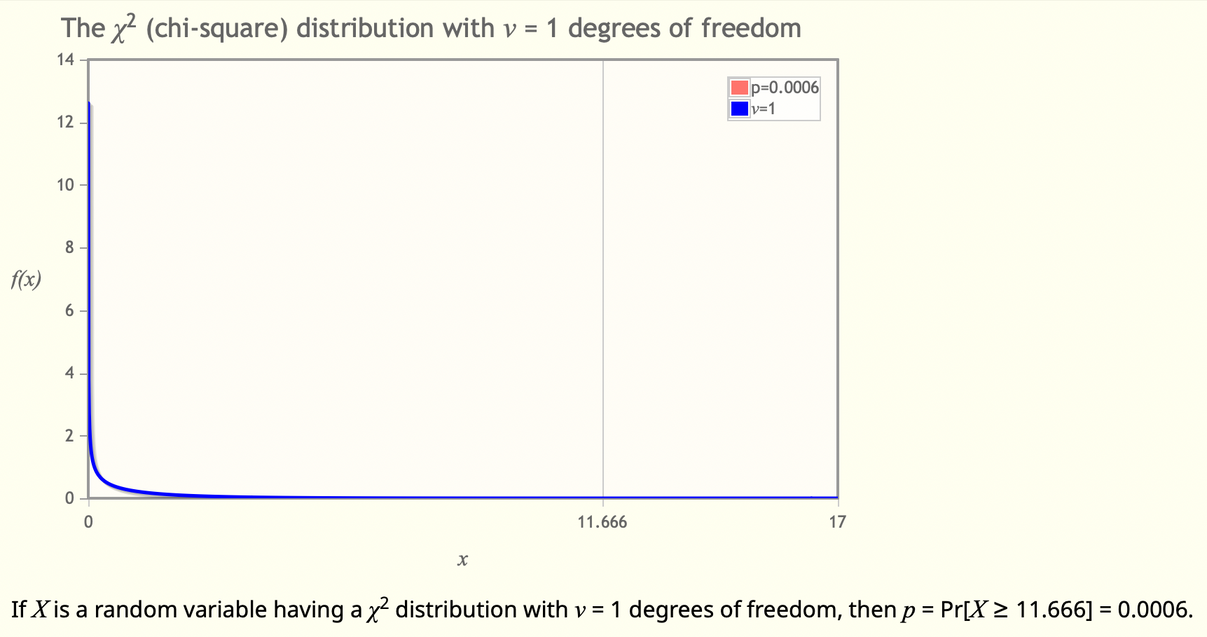 The χ² (chi-square) distribution with ν = 1 degrees of freedom
14
12
10
8
6
4
2
0
f(x)
p=0.0006
ν=1
0
11.666
17
x
If X is a random variable having a χ² distribution with ν = 1 degrees of freedom, then p = Pr[X ≥ 11.666] = 0.0006.